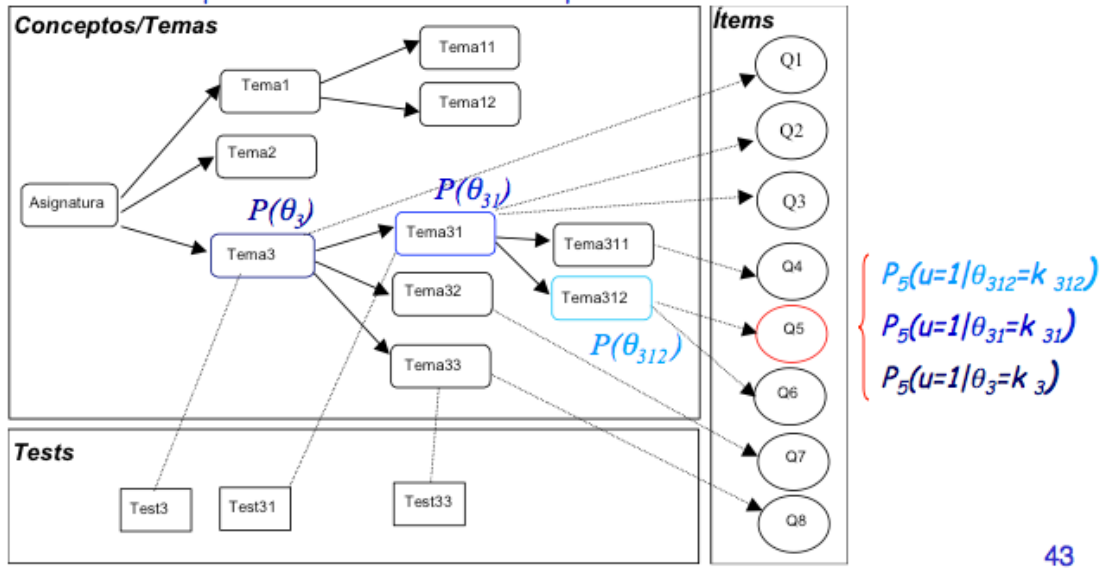 Conceptos/Temas
Ítems
Tema11
Tema1
Tema12
Tema2
Asignatura
P(θ3)
P(θ31)
Tema3
Tema31
Tema311
Tema32
Tema312
P(θ312)
Tema33
Q1
Q2
Q3
Q4
Q5
Q6
Q7
Q8
P5(u=1|θ312=k 312)
P5(u=1|θ31=k 31)
P5(u=1|θ3=k 3)
Tests
Test3
Test31
Test33
43